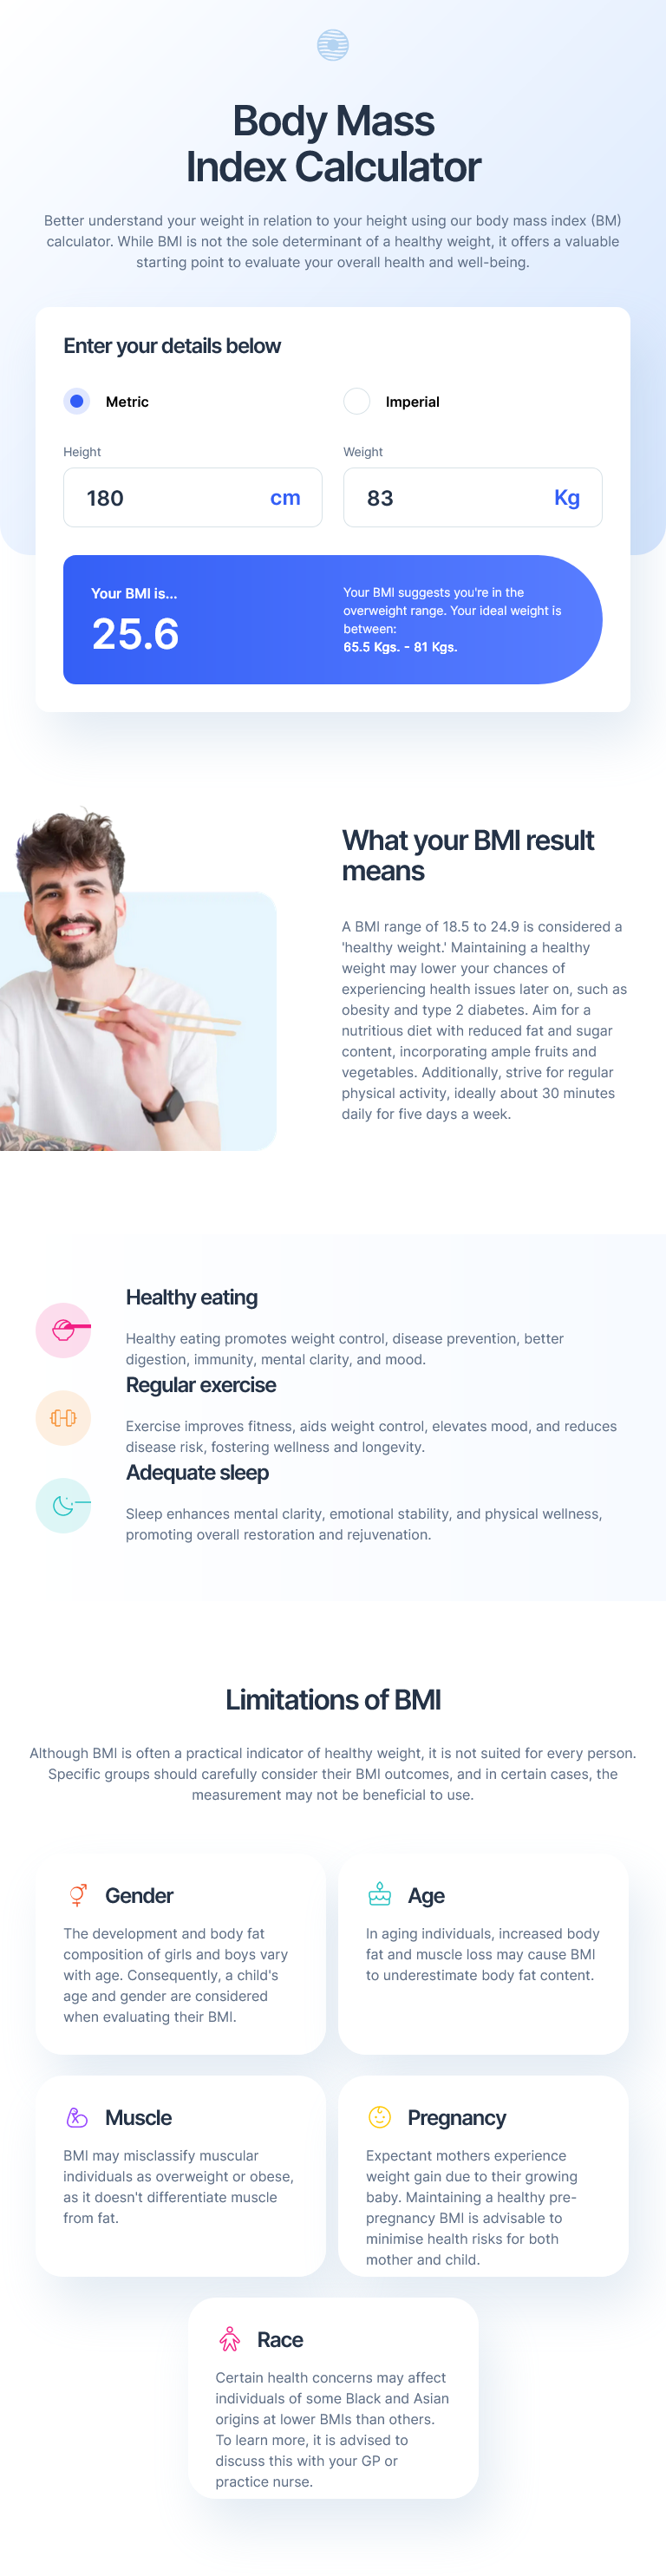 Body Mass
Index Calculator
Better understand your weight in relation to your height using our body mass index (BM)
calculator. While BMI is not the sole determinant of a healthy weight, it offers a valuable
starting point to evaluate your overall health and well-being.
Enter your details below
Metric
Imperial
Height
Weight
180 cm
83 Kg
Your BMI is...
25.6
Your BMI suggests you're in the
overweight range. Your ideal weight is
between:
65.5 Kgs. - 81 Kgs.
What your BMI result
means
A BMI range of 18.5 to 24.9 is considered a
'healthy weight.' Maintaining a healthy
weight may lower your chances of
experiencing health issues later on, such as
obesity and type 2 diabetes. Aim for a
nutritious diet with reduced fat and sugar
content, incorporating ample fruits and
vegetables. Additionally, strive for regular
physical activity, ideally about 30 minutes
daily for five days a week.
Healthy eating
Healthy eating promotes weight control, disease prevention, better
digestion, immunity, mental clarity, and mood.
Regular exercise
Exercise improves fitness, aids weight control, elevates mood, and reduces
disease risk, fostering wellness and longevity.
Adequate sleep
Sleep enhances mental clarity, emotional stability, and physical wellness,
promoting overall restoration and rejuvenation.
Limitations of BMI
Although BMI is often a practical indicator of healthy weight, it is not suited for every person.
Specific groups should carefully consider their BMI outcomes, and in certain cases, the
measurement may not be beneficial to use.
Gender
The development and body fat
composition of girls and boys vary
with age. Consequently, a child's
age and gender are considered
when evaluating their BMI.
Age
In aging individuals, increased body
fat and muscle loss may cause BMI
to underestimate body fat content.
Muscle
BMI may misclassify muscular
individuals as overweight or obese,
as it doesn't differentiate muscle
from fat.
Pregnancy
Expectant mothers experience
weight gain due to their growing
baby. Maintaining a healthy pre-
pregnancy BMI is advisable to
minimise health risks for both
mother and child.
Race
Certain health concerns may affect
individuals of some Black and Asian
origins at lower BMIs than others.
To learn more, it is advised to
discuss this with your GP or
practice nurse.